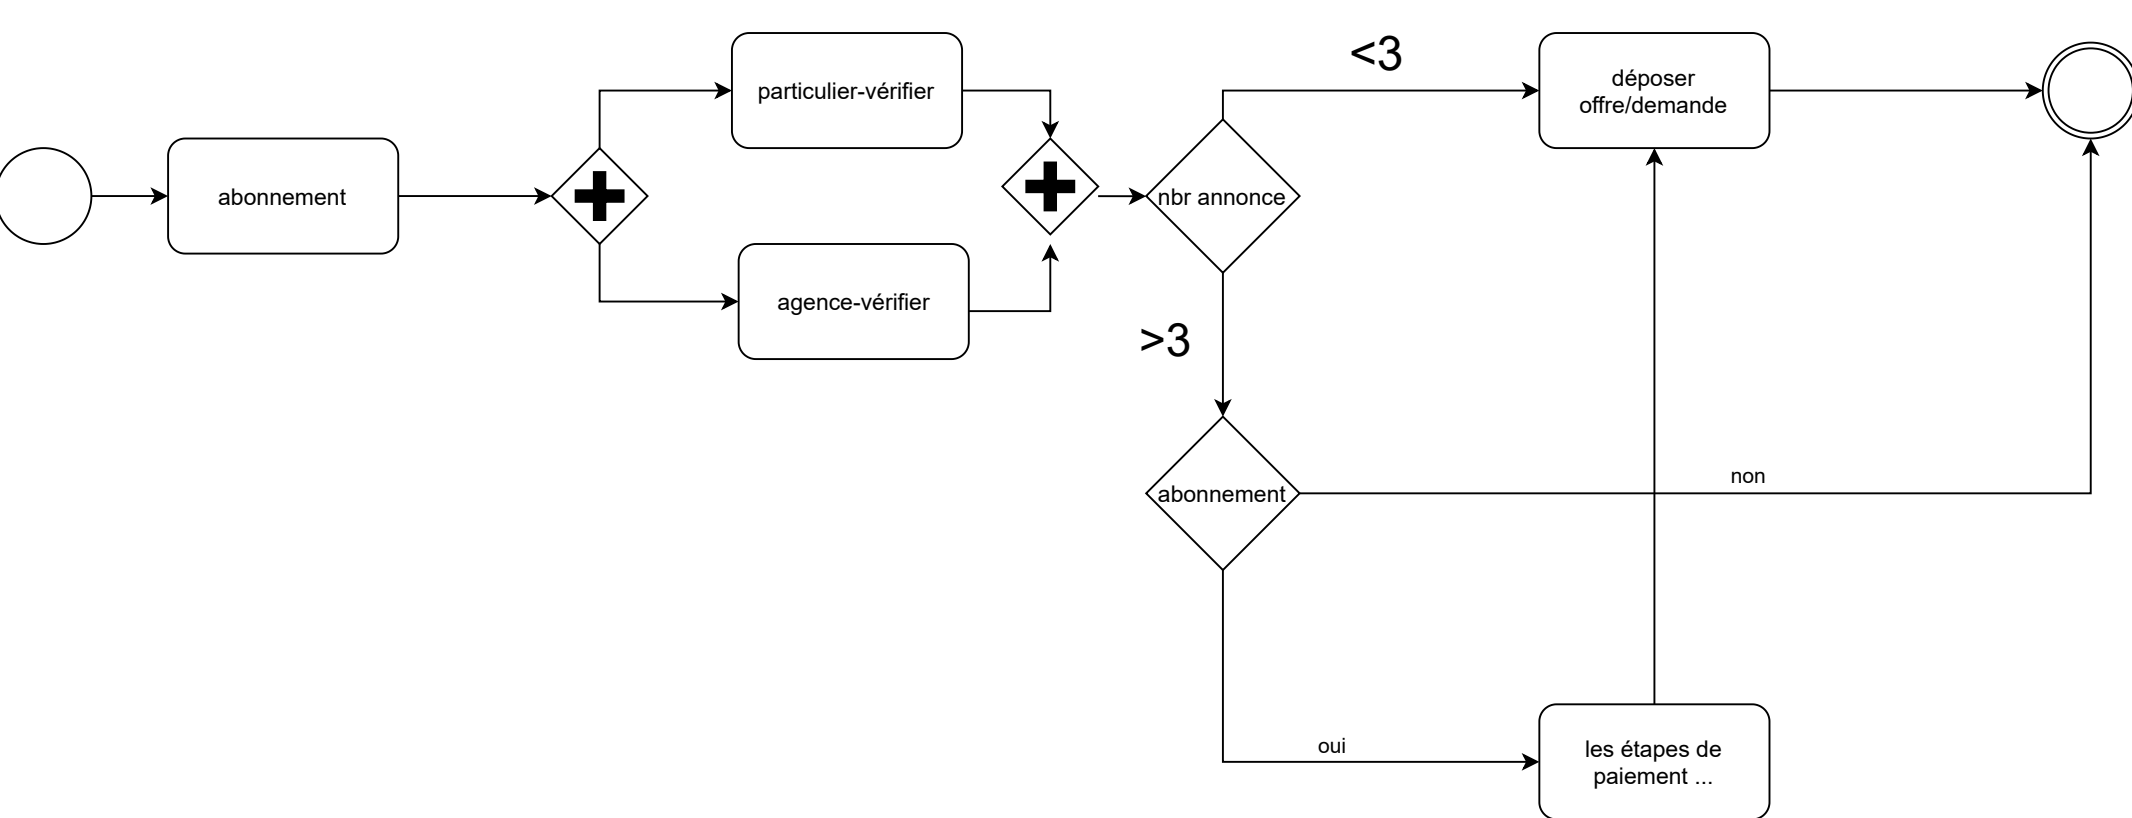 abonnement
particulier-vérifier
agence-vérifier
nbr annonce
<3
déposer
offre/demande
>3
abonnement
non
oui
les étapes de
paiement ...